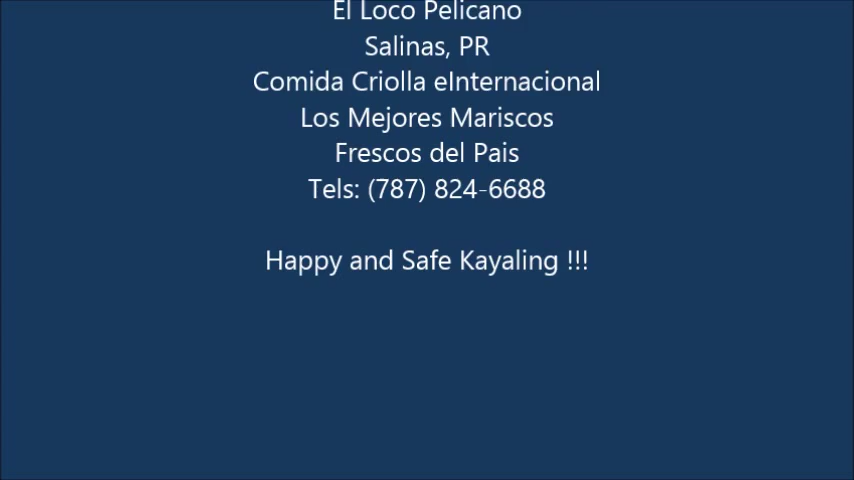 El Loco Pelicano
Salinas, PR
Comida Criolla eInternacional
Los Mejores Mariscos
Frescos del Pais
Tels: (787) 824-6688
Happy and Safe Kayaling !!!